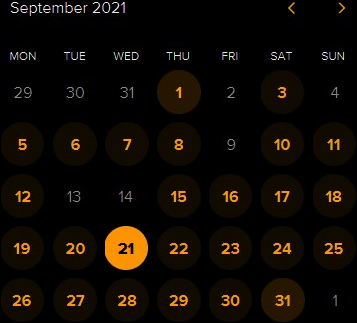 September 2021
MON TUE WED THU FRI SAT SUN
29 30 31 1 2 3 4
5 6 7 8 9 10 11
12 13 14 15 16 17 18
19 20 21 22 23 24 25
26 27 28 29 30 31 1